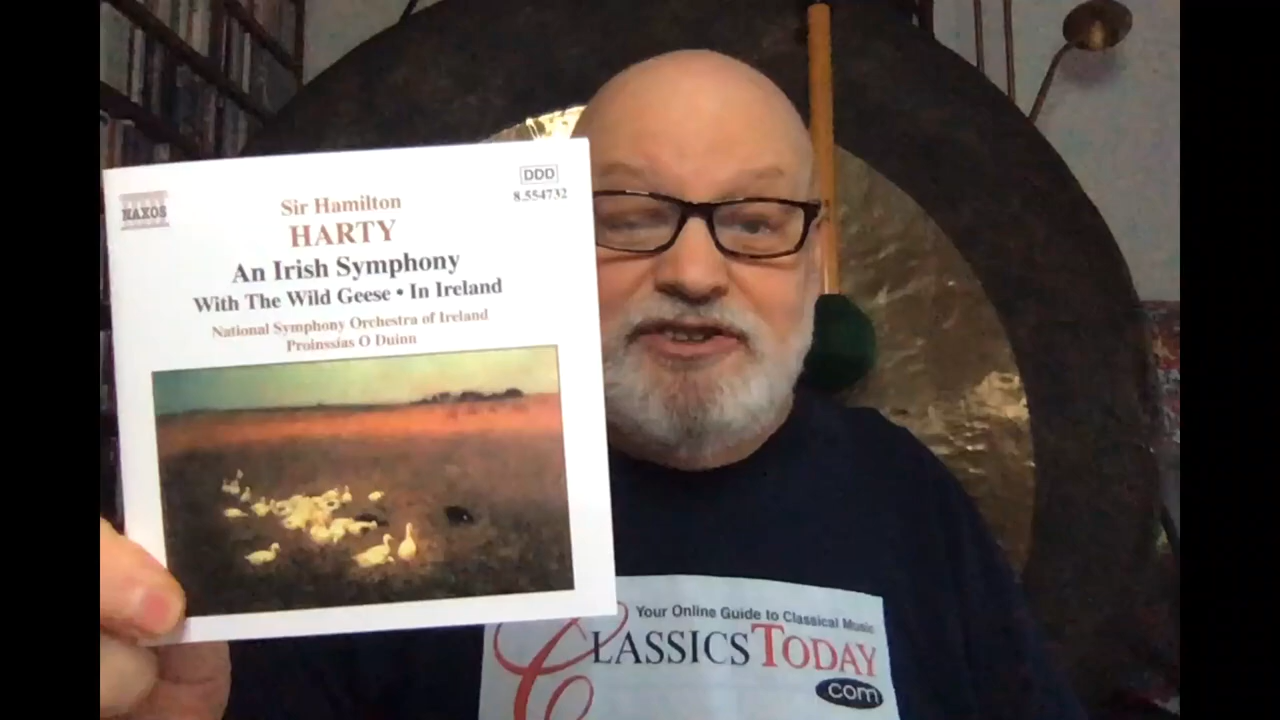 NAXOS
DDD
8.554732
Sir Hamilton
HARTY
An Irish Symphony
With The Wild Geese • In Ireland
National Symphony Orchestra of Ireland
Proinnsías O Duinn
Your Online Guide to Classical Music
CLASSICSTODAY
com